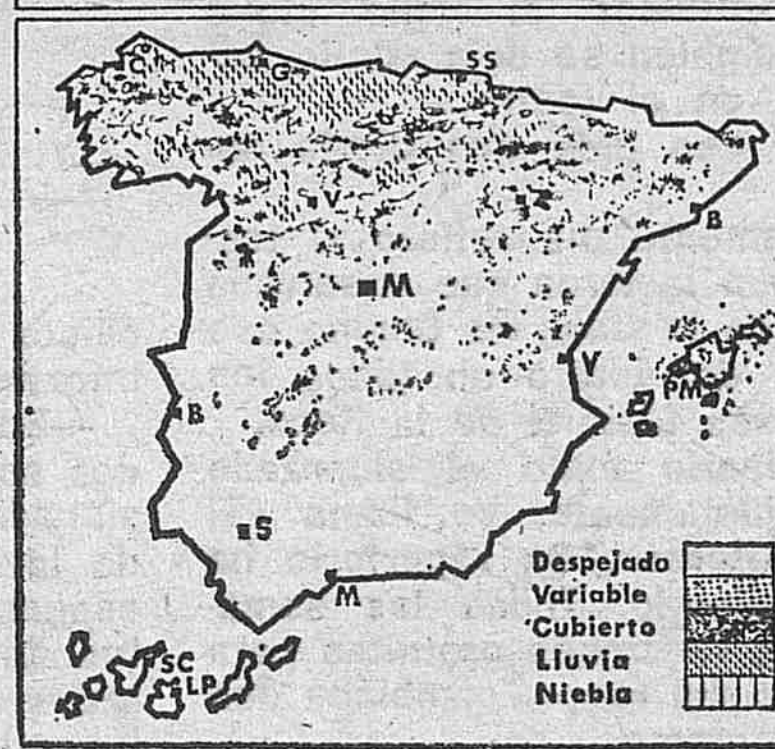 C
G
SS
V
Z
B
M
V
PM
B
S
M
SC
LP
Despejado
Variable
Cubierto
Lluvia
Niebla